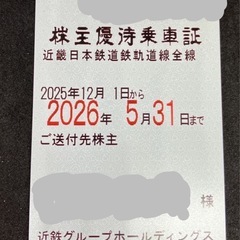 株主優待乗車証
近畿日本鉄道鉄軌道線全線
2025年12月 1日から
2026年 5月31日まで
ご送付先株主
様
近鉄グループホールディングス